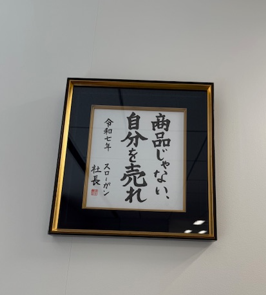 商品じゃない、
自分を売れ
令和七年 スローガン
社長